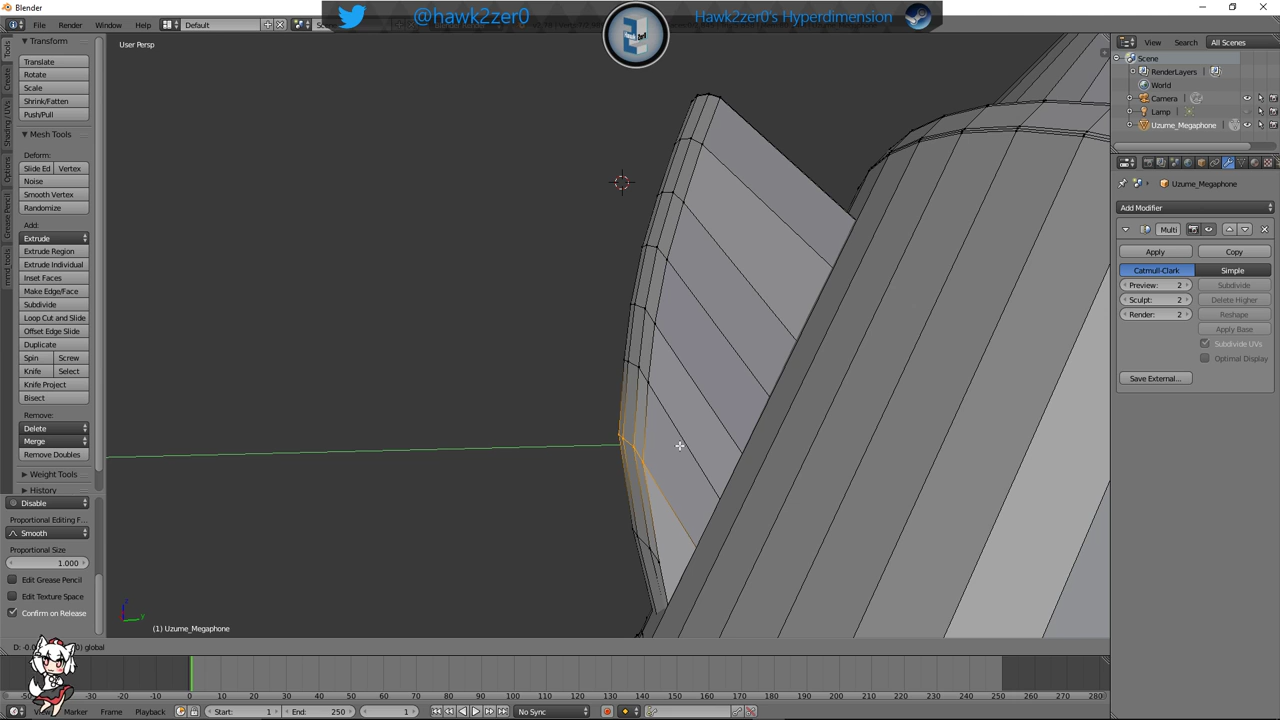 Blender
@hawk2zer0
Hawk2zer0's Hyperdimension
File Render Window Help Default
View Search All Scenes
Scene
RenderLayers
World
Camera
Lamp
Uzume_Megaphone
Uzume_Megaphone
Add Modifier
Multi
Apply Copy
Catmull-Clark Simple
Preview: 2 Subdivide
Sculpt: 2 Delete Higher
Render: 2 Reshape
Apply Base
Subdivide UVs
Optimal Display
Save External...
User Persp
Tools
Create
Shading / UVs
Options
Grease Pencil
mmd_tools
Transform
Translate
Rotate
Scale
Shrink/Fatten
Push/Pull
Mesh Tools
Deform:
Slide Ed Vertex
Noise
Smooth Vertex
Randomize
Add:
Extrude
Extrude Region
Extrude Individual
Inset Faces
Make Edge/Face
Subdivide
Loop Cut and Slide
Offset Edge Slide
Duplicate
Spin Screw
Knife Select
Knife Project
Bisect
Remove:
Delete
Merge
Remove Doubles
Weight Tools
History
Disable
Proportional Editing F...
Smooth
Proportional Size
1.000
Edit Grease Pencil
Edit Texture Space
Confirm on Release
(1) Uzume_Megaphone
global
-30 -20 -10 0 10 20 30 40 50 60 70 80 90 100 110 120 130 140 150 160 170 180 190 200 210 220 230 240 250 260 270 280
Marker Frame Playback Start: 1 End: 250 1 No Sync